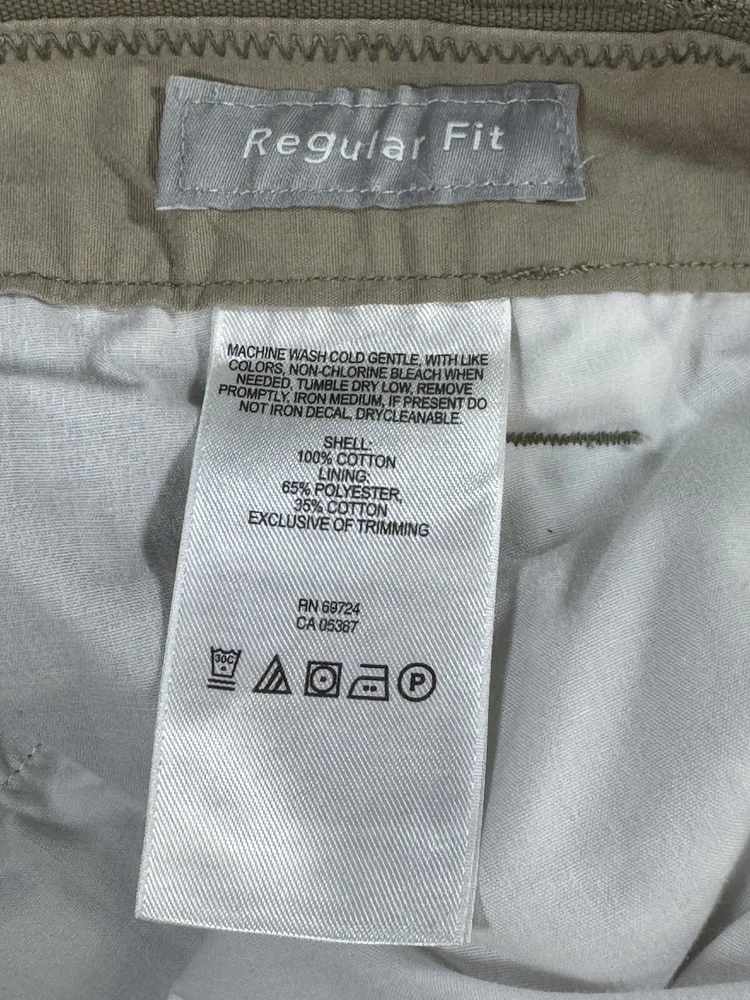 Regular Fit
MACHINE WASH COLD GENTLE, WITH LIKE
COLORS, NON-CHLORINE BLEACH WHEN
NEEDED, TUMBLE DRY LOW, REMOVE
PROMPTLY, IRON MEDIUM, IF PRESENT DO
NOT IRON DECAL, DRYCLEANABLE.
SHELL:
100% COTTON
LINING:
65% POLYESTER,
35% COTTON
EXCLUSIVE OF TRIMMING
RN 69724
CA 05367
30C P